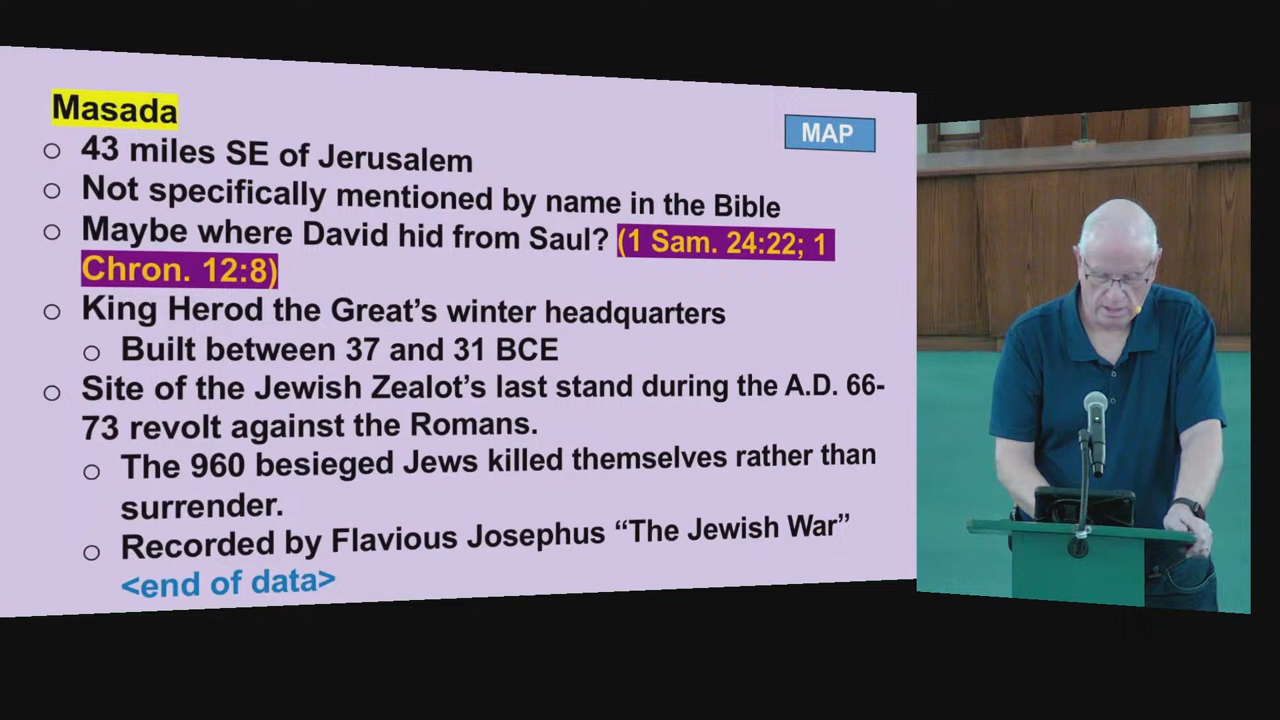 Masada
MAP
43 miles SE of Jerusalem
Not specifically mentioned by name in the Bible
Maybe where David hid from Saul? (1 Sam. 24:22; 1
Chron. 12:8)
King Herod the Great’s winter headquarters
Built between 37 and 31 BCE
Site of the Jewish Zealot’s last stand during the A.D. 66-
73 revolt against the Romans.
The 960 besieged Jews killed themselves rather than
surrender.
Recorded by Flavious Josephus “The Jewish War”
<end of data>